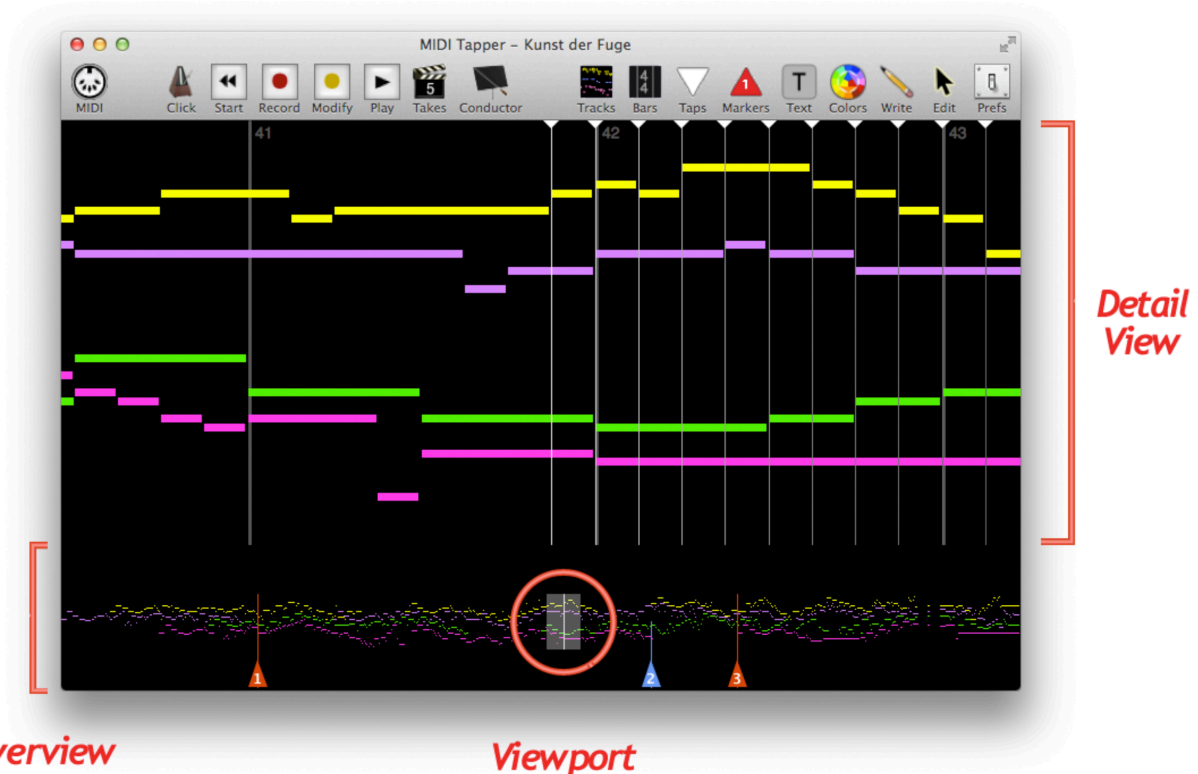 MIDI Tapper – Kunst der Fuge
MIDI Click Start Record Modify Play Takes Conductor Tracks Bars Taps Markers Text Colors Write Edit Prefs
5
4
4
1
T
41 42 43
Detail
View
1 2 3
verview Viewport